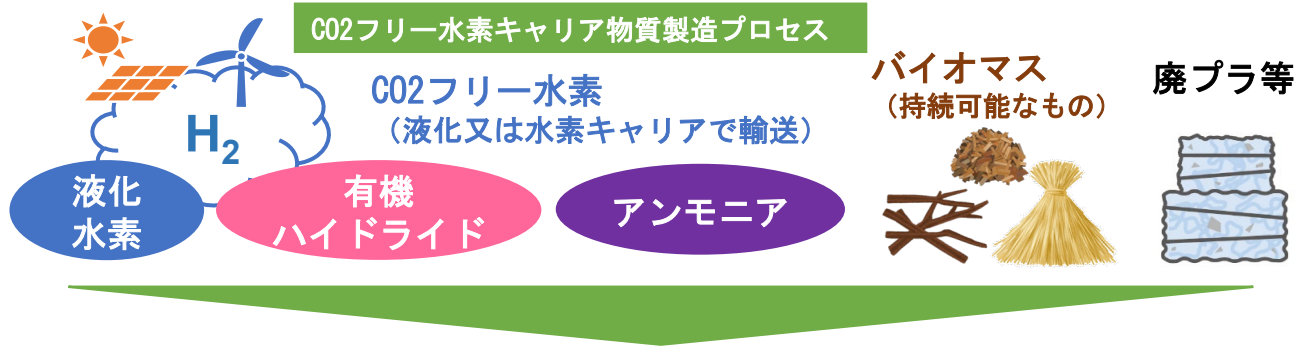 CO2フリー水素キャリア物質製造プロセス
CO2フリー水素
（液化又は水素キャリアで輸送）
H2
液化
水素
有機
ハイドライド
アンモニア
バイオマス
（持続可能なもの）
廃プラ等